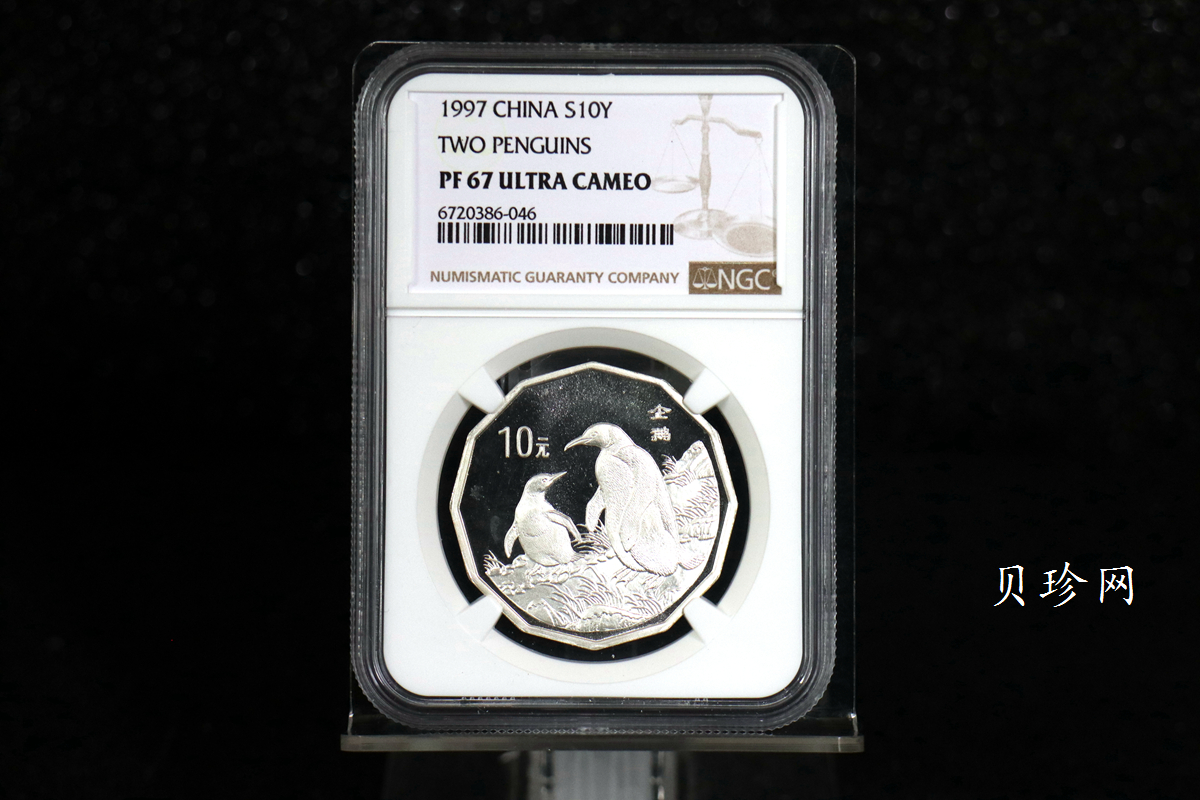 1997 CHINA S10Y
TWO PENGUINS
PF 67 ULTRA CAMEO
6720386-046
NUMISMATIC GUARANTY COMPANY
NGC
企
鹅
10元
贝珍网